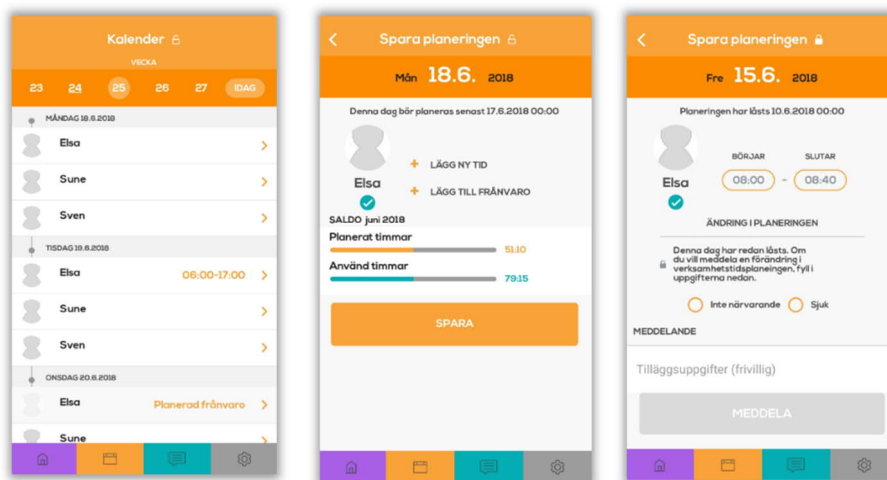 Kalender
VECKA
23 24 25 26 27 IDAG
MÅNDAG 18.6.2018
Elsa
Sune
Sven
TISDAG 19.6.2018
Elsa 06:00-17:00
Sune
Sven
ONSDAG 20.6.2018
Elsa Planerad frånvaro
Sune
Spara planeringen
Mån 18.6. 2018
Denna dag bör planeras senast 17.6.2018 00:00
Elsa
+ LÄGG NY TID
+ LÄGG TILL FRÅNVARO
SALDO juni 2018
Planerat timmar
51:10
Använd timmar
79:15
SPARA
Spara planeringen
Fre 15.6. 2018
Planeringen har låsts 10.6.2018 00:00
Elsa
BÖRJAR SLUTAR
08:00 - 08:40
ÄNDRING I PLANERINGEN
Denna dag har redan låsts. Om
du vill meddela en förändring i
verksamhetstidsplaneingen, fyll i
uppgifterna nedan.
Inte närvarande Sjuk
MEDDELANDE
Tilläggsuppgifter (frivillig)
MEDDELA